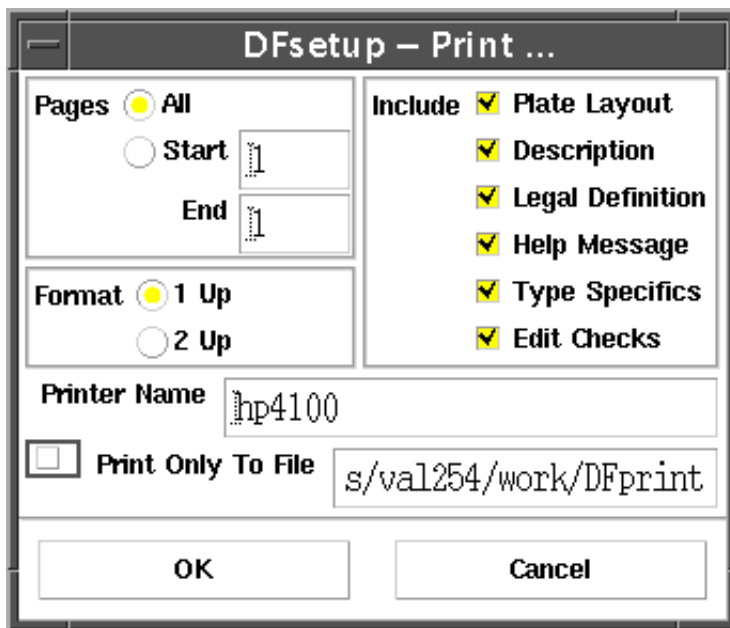 DFsetup – Print ...
Pages All
Start 1
End 1
Include Plate Layout
Description
Legal Definition
Help Message
Type Specifics
Edit Checks
Format 1 Up
2 Up
Printer Name hp4100
Print Only To File s/val254/work/DFprint
OK
Cancel